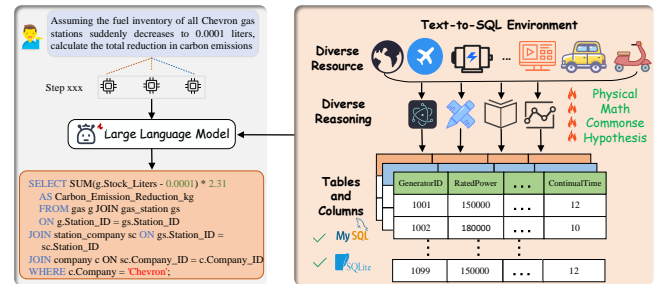 Assuming the fuel inventory of all Chevron gas
stations suddenly decreases to 0.0001 liters,
calculate the total reduction in carbon emissions
Step xxx
Large Language Model
SELECT SUM(g.Stock_Liters - 0.0001) * 2.31
AS Carbon_Emission_Reduction_kg
FROM gas g JOIN gas_station gs
ON g.Station_ID = gs.Station_ID
JOIN station_company sc ON gs.Station_ID =
sc.Station_ID
JOIN company c ON sc.Company_ID = c.Company_ID
WHERE c.Company = 'Chevron';
Text-to-SQL Environment
Diverse
Resource
...
Diverse
Reasoning
Physical
Math
Commonse
Hypothesis
Tables
and
Columns
MySQL
SQLite
GeneratorID RatedPower ... ContinualTime
1001 150000 12
1002 180000 10
1099 150000 12